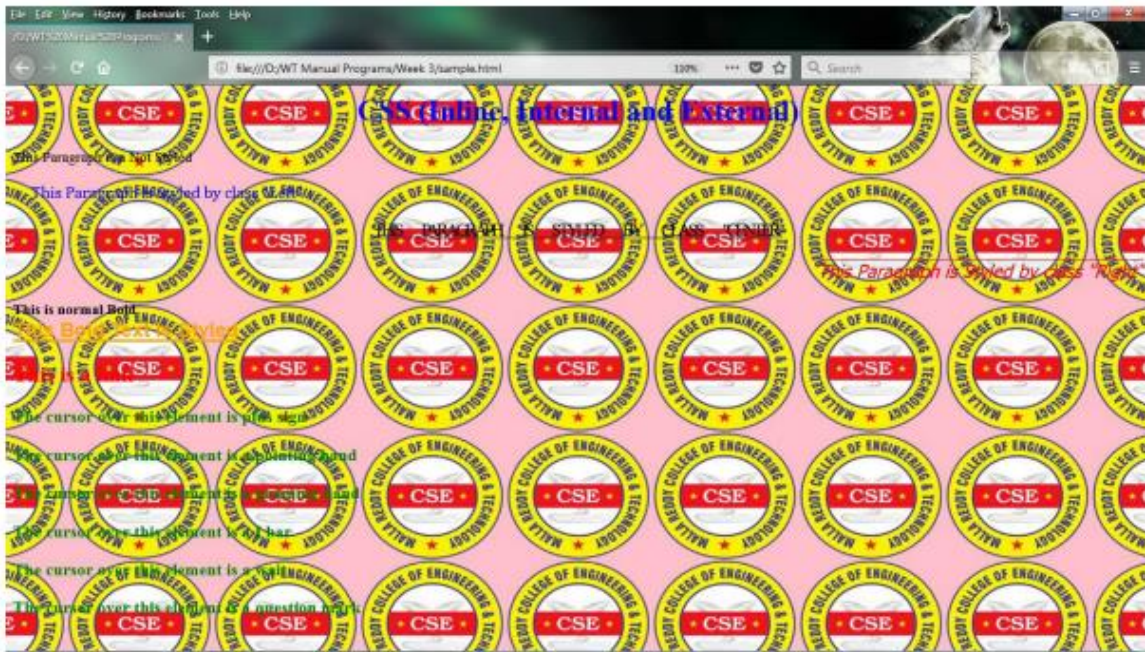 File Edit View History Bookmarks Tools Help
/D:/WT%20Manual%20Programs/
file:///D:/WT Manual Programs/Week 3/sample.html 110% Search
CSS (Inline, Internal and External)
This Paragraph is Not Styled
This Paragraph is Styled by class "Left"
THIS PARAGRAPH IS STYLED BY CLASS "CENTER"
This Paragraph is Styled by class "Right"
This is normal Bold
This Bold Text is Styled
The cursor over this element is plus sign
The cursor over this element is a pointing hand
The cursor over this element is a pointing hand
The cursor over this element is a I bar
The cursor over this element is a wait
The cursor over this element is a question mark
MALLA REDDY COLLEGE OF ENGINEERING & TECHNOLOGY
CSE